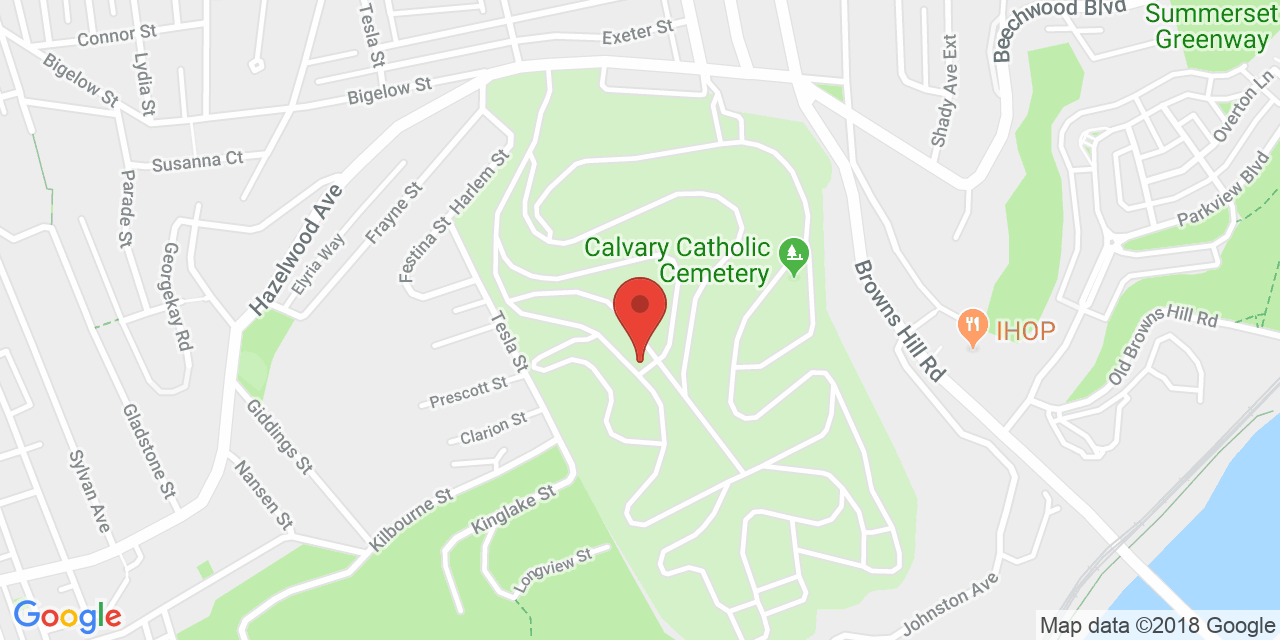 Connor St
Lydia St
Bigelow St
Tesla St
Exeter St
Bigelow St
Beechwood Blvd
Summerset
Greenway
Shady Ave Ext
Overton Ln
Susanna Ct
Parade St
Hazelwood Ave
Harlem St
Frayne St
Festina St
Elyria Way
Georgekay Rd
Parkview Blvd
Calvary Catholic
Cemetery
Browns Hill Rd
IHOP
Old Browns Hill Rd
Tesla St
Prescott St
Clarion St
Gladstone St
Giddings St
Sylvan Ave
Nansen St
Kilbourne St
Kinglake St
Longview St
Johnston Ave
Google
Map data ©2018 Google